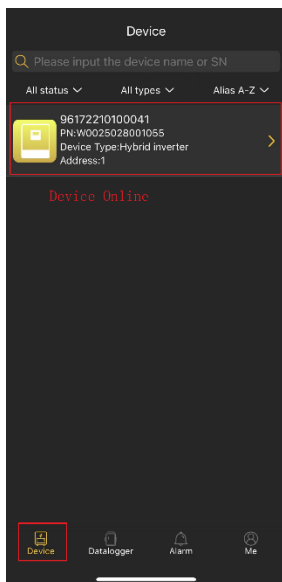 Device
Please input the device name or SN
All status All types Alias A-Z
96172210100041
PN:W0025028001055
Device Type:Hybrid inverter
Address:1
Device Online
Device Datalogger Alarm Me